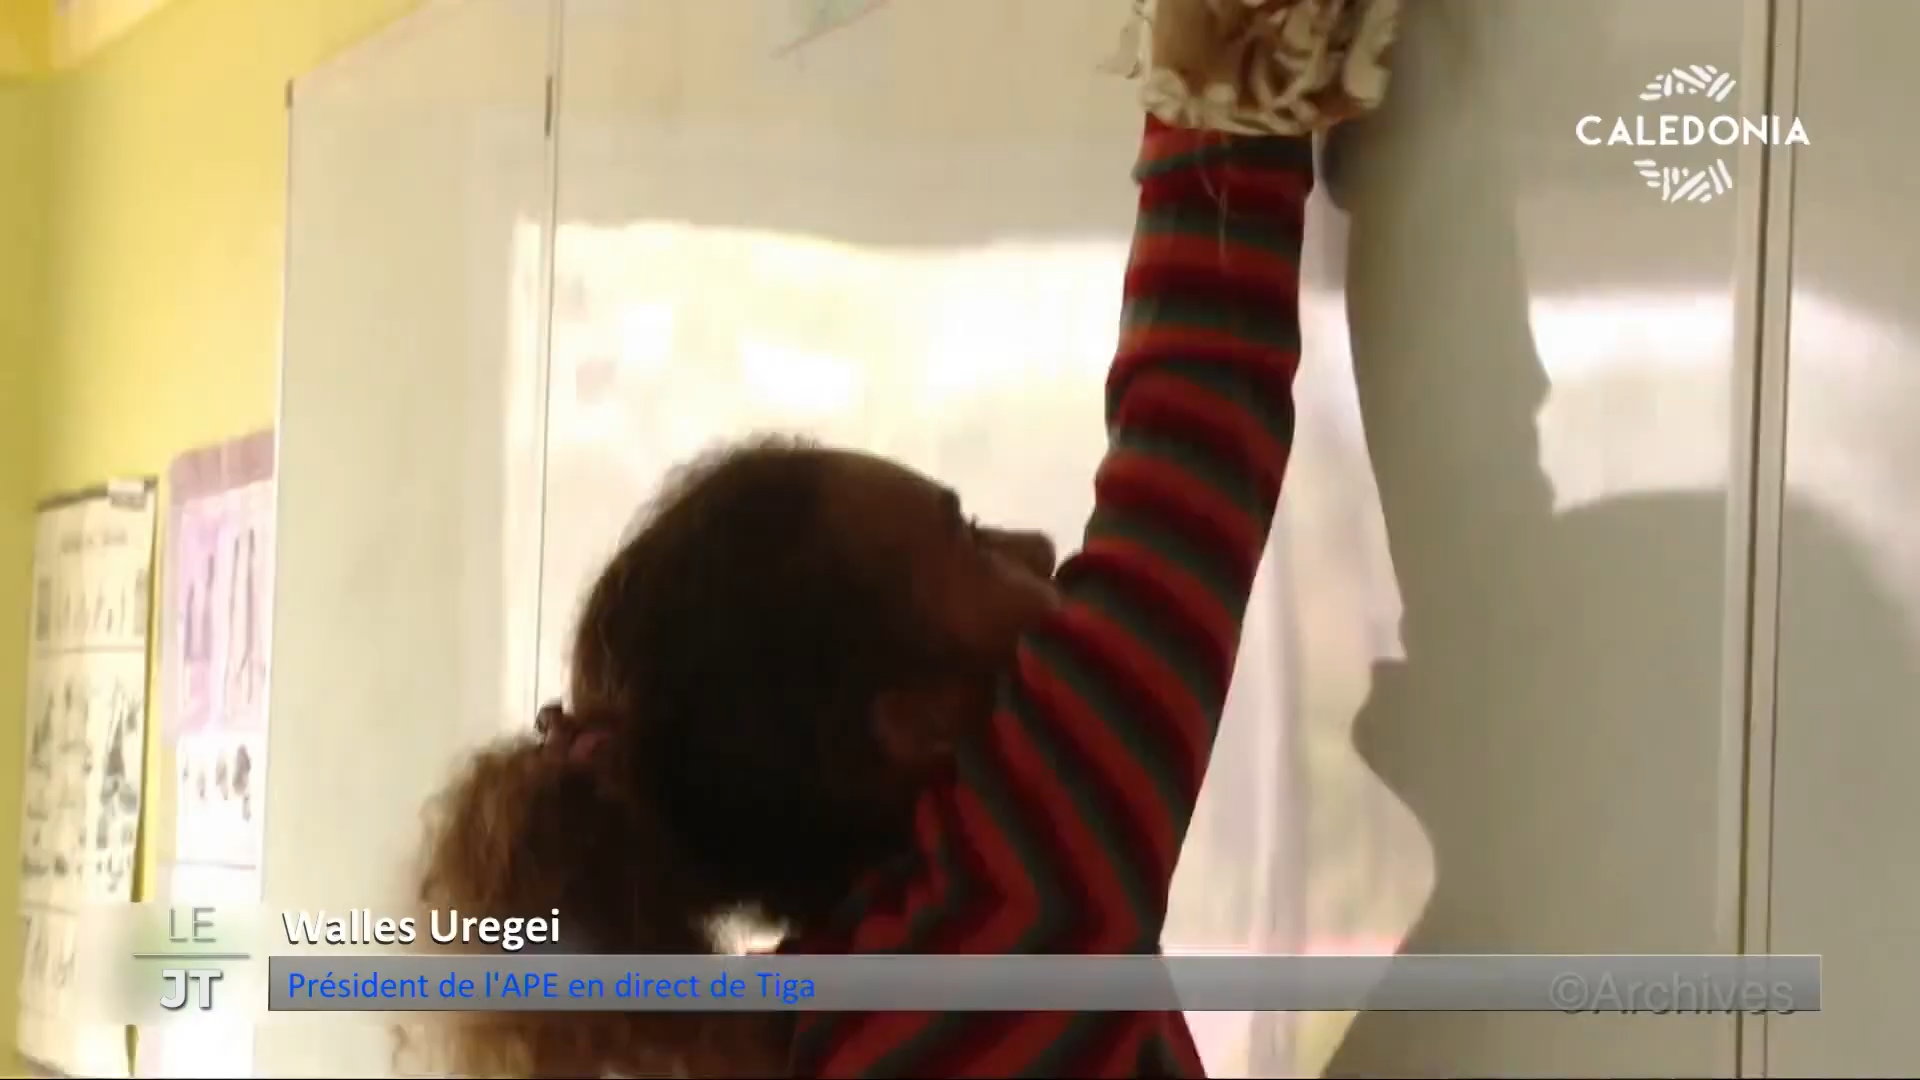 CALEDONIA
LE
JT
Walles Uregei
Président de l'APE en direct de Tiga
©Archives